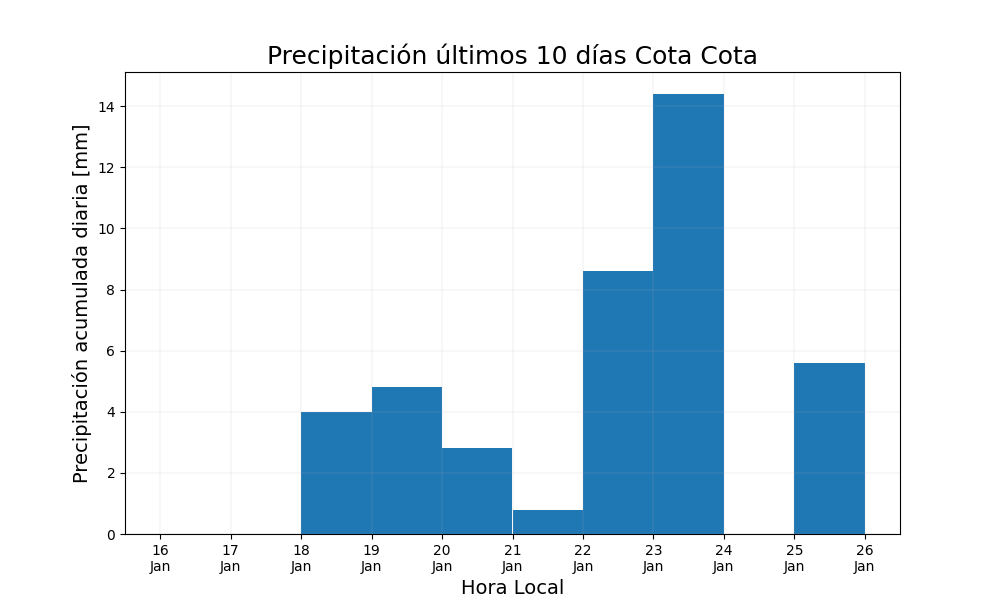 Precipitación últimos 10 días Cota Cota
Precipitación acumulada diaria [mm]
14
12
10
8
6
4
2
0
16 17 18 19 20 21 22 23 24 25 26
Jan Jan Jan Jan Jan Jan Jan Jan Jan Jan Jan
Hora Local